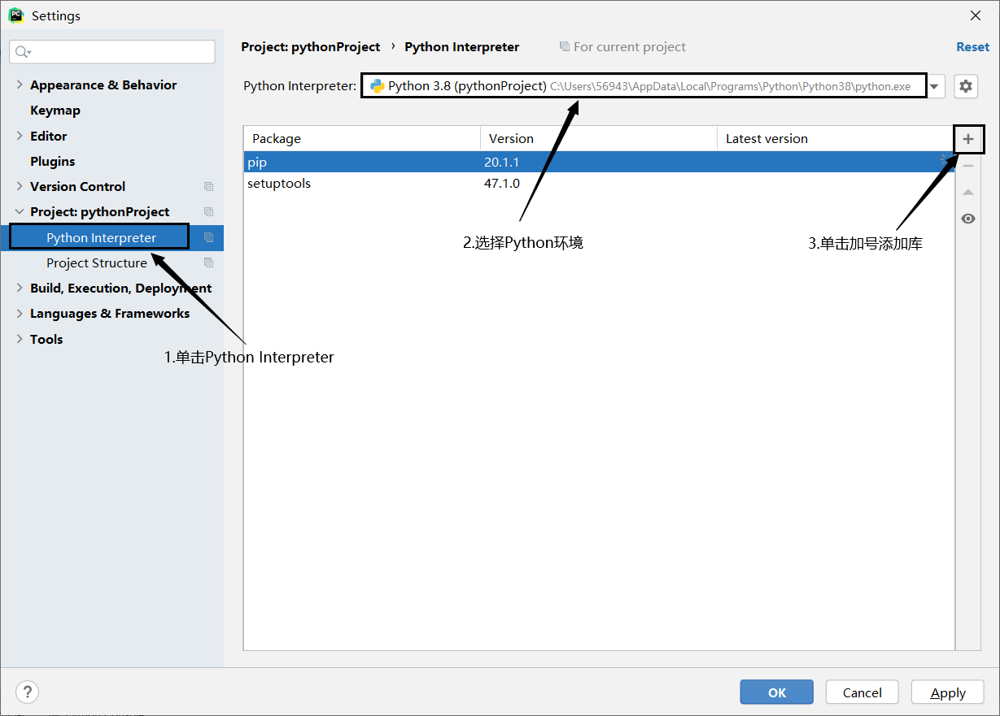 Settings
Project: pythonProject › Python Interpreter For current project Reset
Python Interpreter: Python 3.8 (pythonProject) C:\Users\56943\AppData\Local\Programs\Python\Python38\python.exe
Appearance & Behavior
Keymap
Editor
Plugins
Version Control
Project: pythonProject
Python Interpreter
Project Structure
Build, Execution, Deployment
Languages & Frameworks
Tools
Package Version Latest version
pip 20.1.1
setuptools 47.1.0
2.选择Python环境
3.单击加号添加库
1.单击Python Interpreter
? OK Cancel Apply